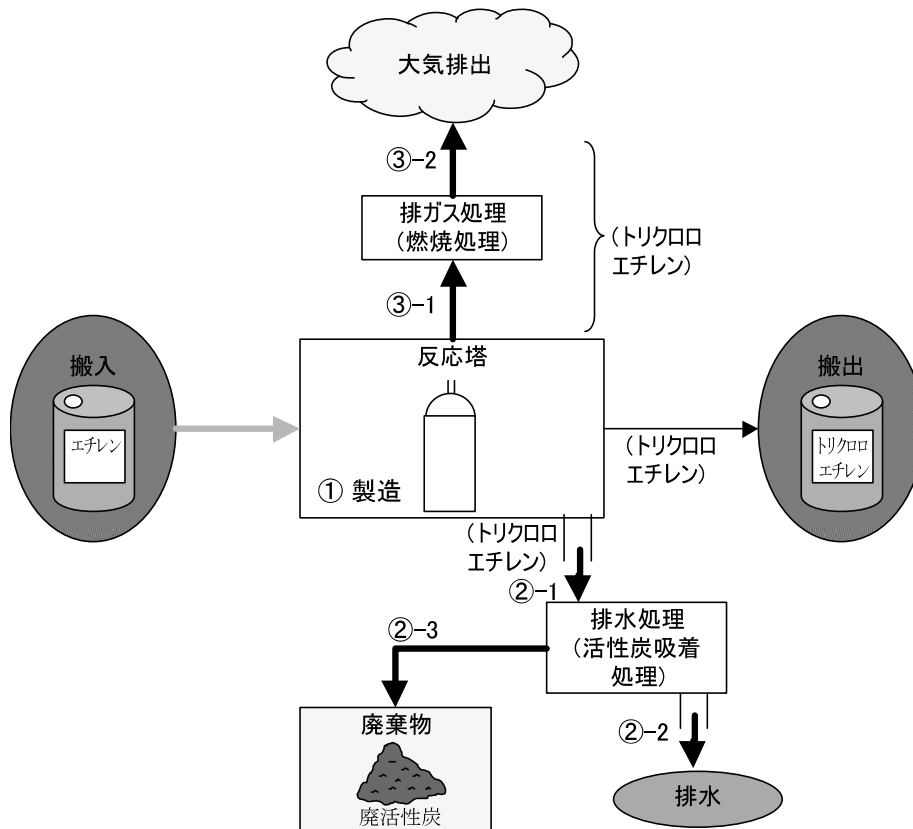 大気排出
③-2
排ガス処理
(燃焼処理)
(トリクロロ
エチレン)
③-1
搬入
エチレン
反応塔
① 製造
(トリクロロ
エチレン)
搬出
トリクロロ
エチレン
(トリクロロ
エチレン)
②-1
排水処理
(活性炭吸着
処理)
②-3
廃棄物
廃活性炭
②-2
排水